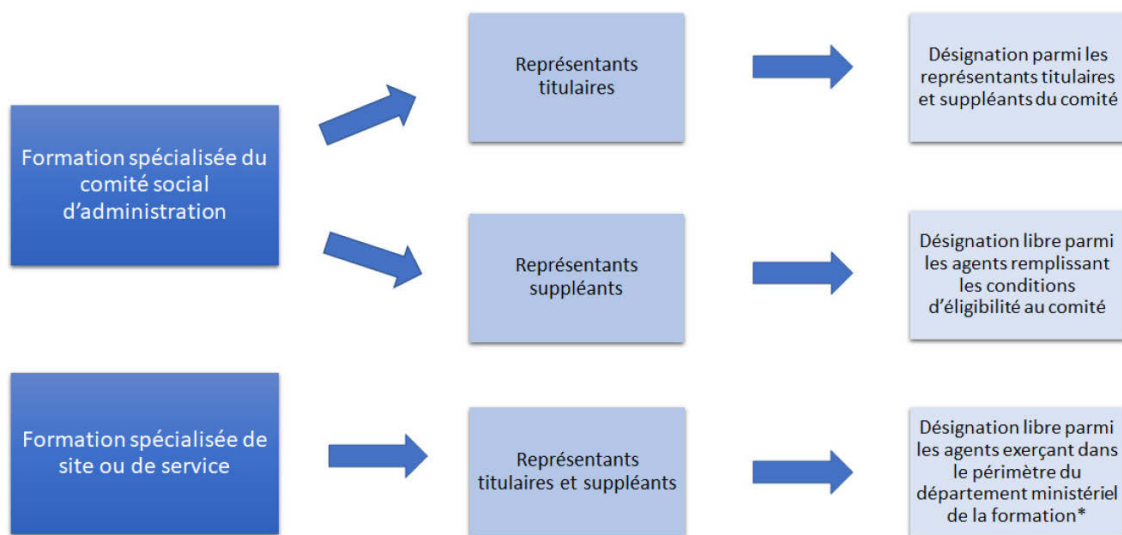 Formation spécialisée du
comité social
d’administration
Représentants
titulaires
Désignation parmi les
représentants titulaires
et suppléants du comité
Représentants
suppléants
Désignation libre parmi
les agents remplissant
les conditions
d’éligibilité au comité
Formation spécialisée de
site ou de service
Représentants
titulaires et suppléants
Désignation libre parmi
les agents exerçant dans
le périmètre du
département ministériel
de la formation*